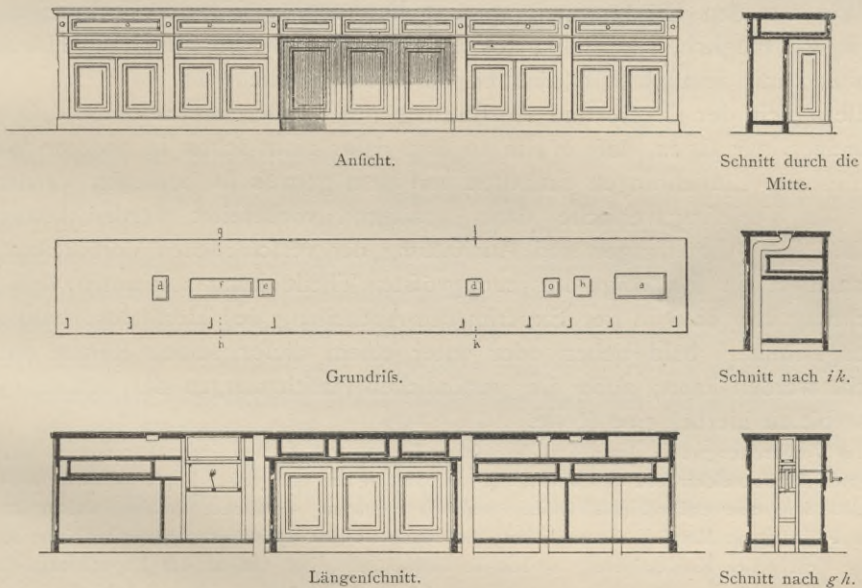 Anſicht.
Schnitt durch die
Mitte.
g
i
d
f
e
d
o
h
a
h
k
Grundriſs.
Schnitt nach ik.
Längenſchnitt.
Schnitt nach gh.